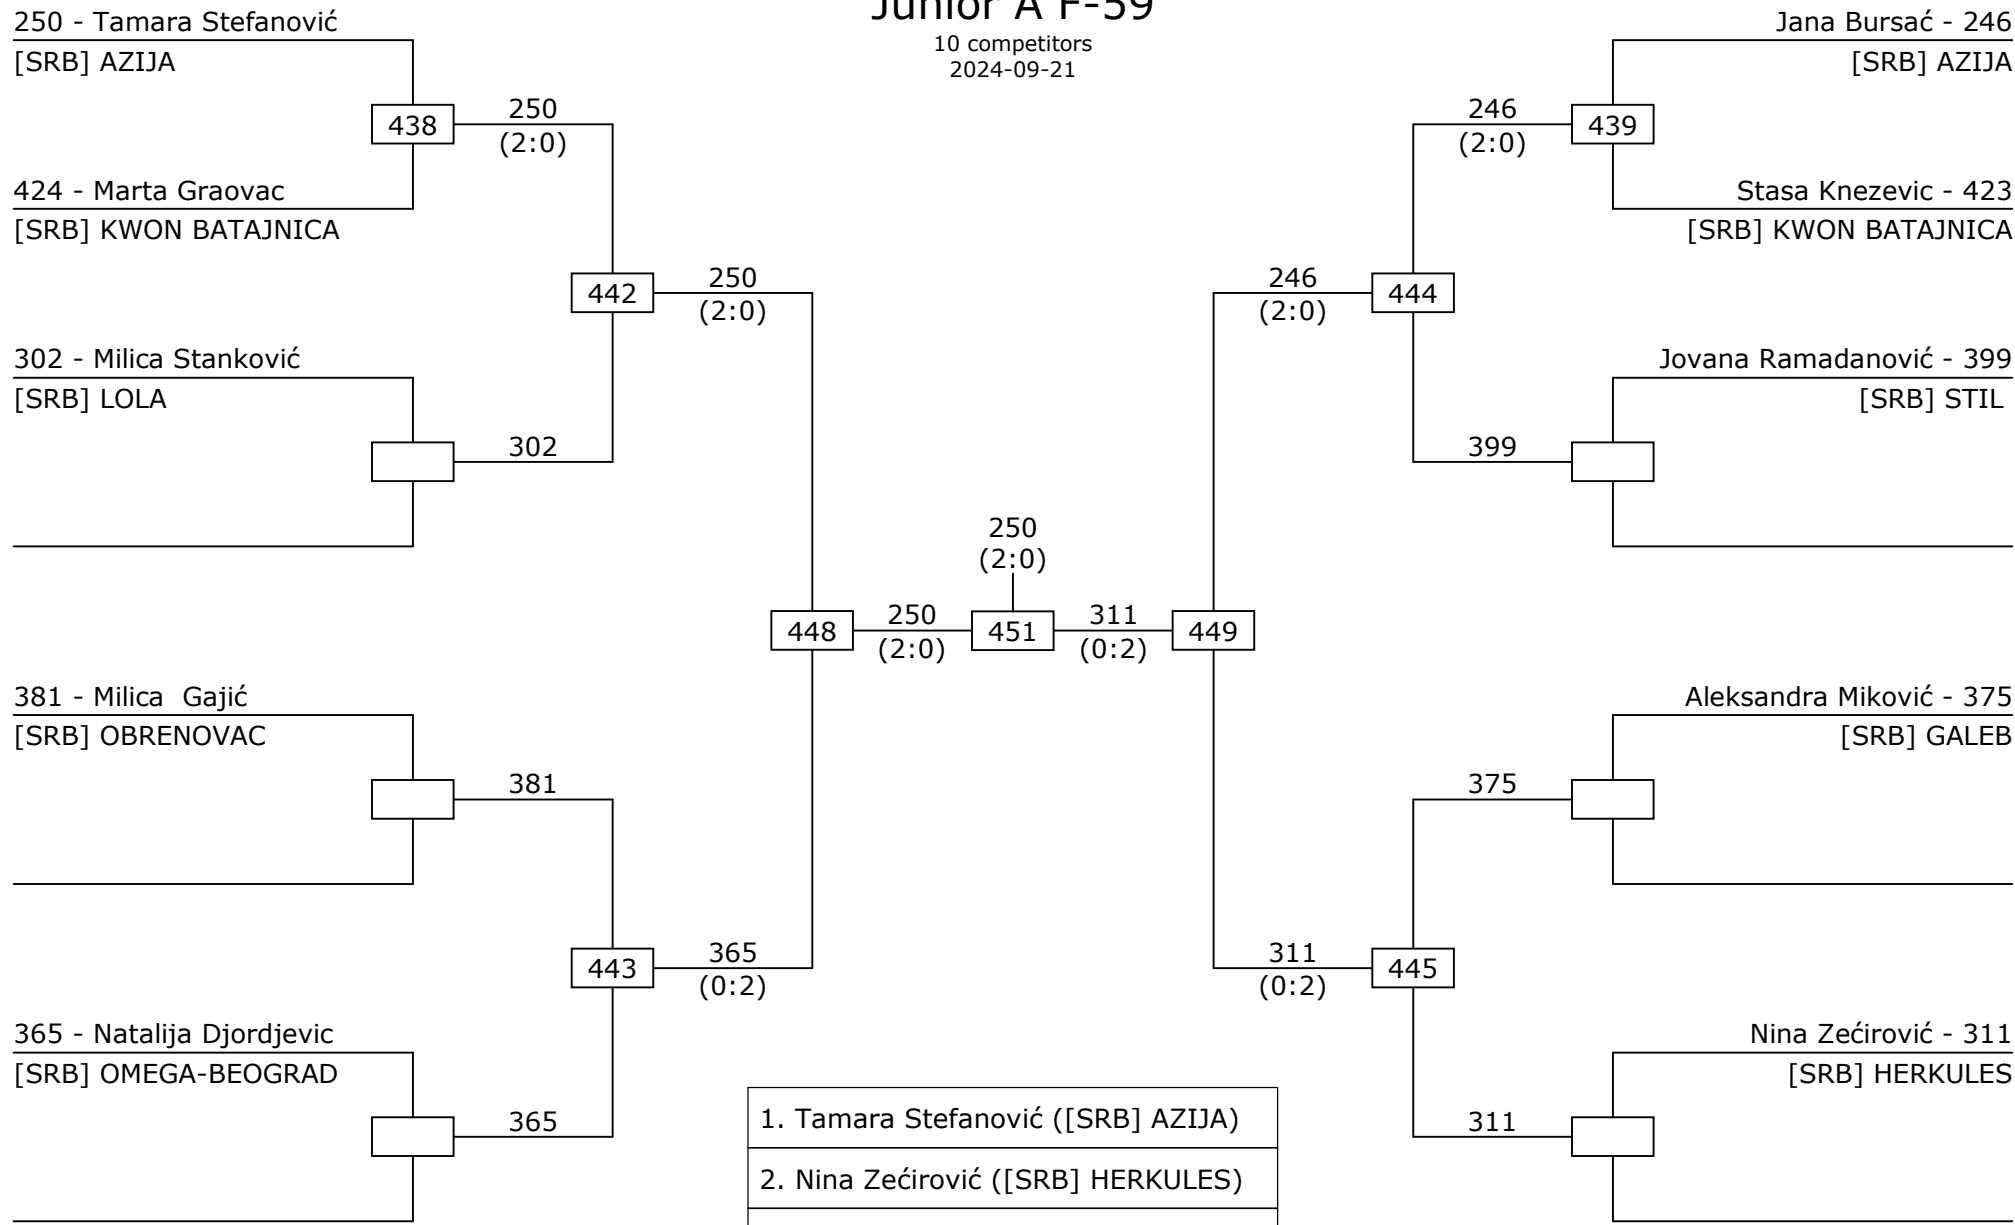 Junior A F-59
10 competitors
2024-09-21
250 - Tamara Stefanović
[SRB] AZIJA
438
250
(2:0)
424 - Marta Graovac
[SRB] KWON BATAJNICA
442
250
(2:0)
302 - Milica Stanković
[SRB] LOLA
302
381 - Milica  Gajić
[SRB] OBRENOVAC
381
443
365
(0:2)
365 - Natalija Djordjevic
[SRB] OMEGA-BEOGRAD
365
448
250
(2:0)
250
(2:0)
451
311
(0:2)
449
Jana Bursać - 246
[SRB] AZIJA
246
(2:0)
439
Stasa Knezevic - 423
[SRB] KWON BATAJNICA
246
(2:0)
444
Jovana Ramadanović - 399
[SRB] STIL
399
Aleksandra Miković - 375
[SRB] GALEB
375
311
(0:2)
445
Nina Zećirović - 311
[SRB] HERKULES
311
1. Tamara Stefanović ([SRB] AZIJA)
2. Nina Zećirović ([SRB] HERKULES)